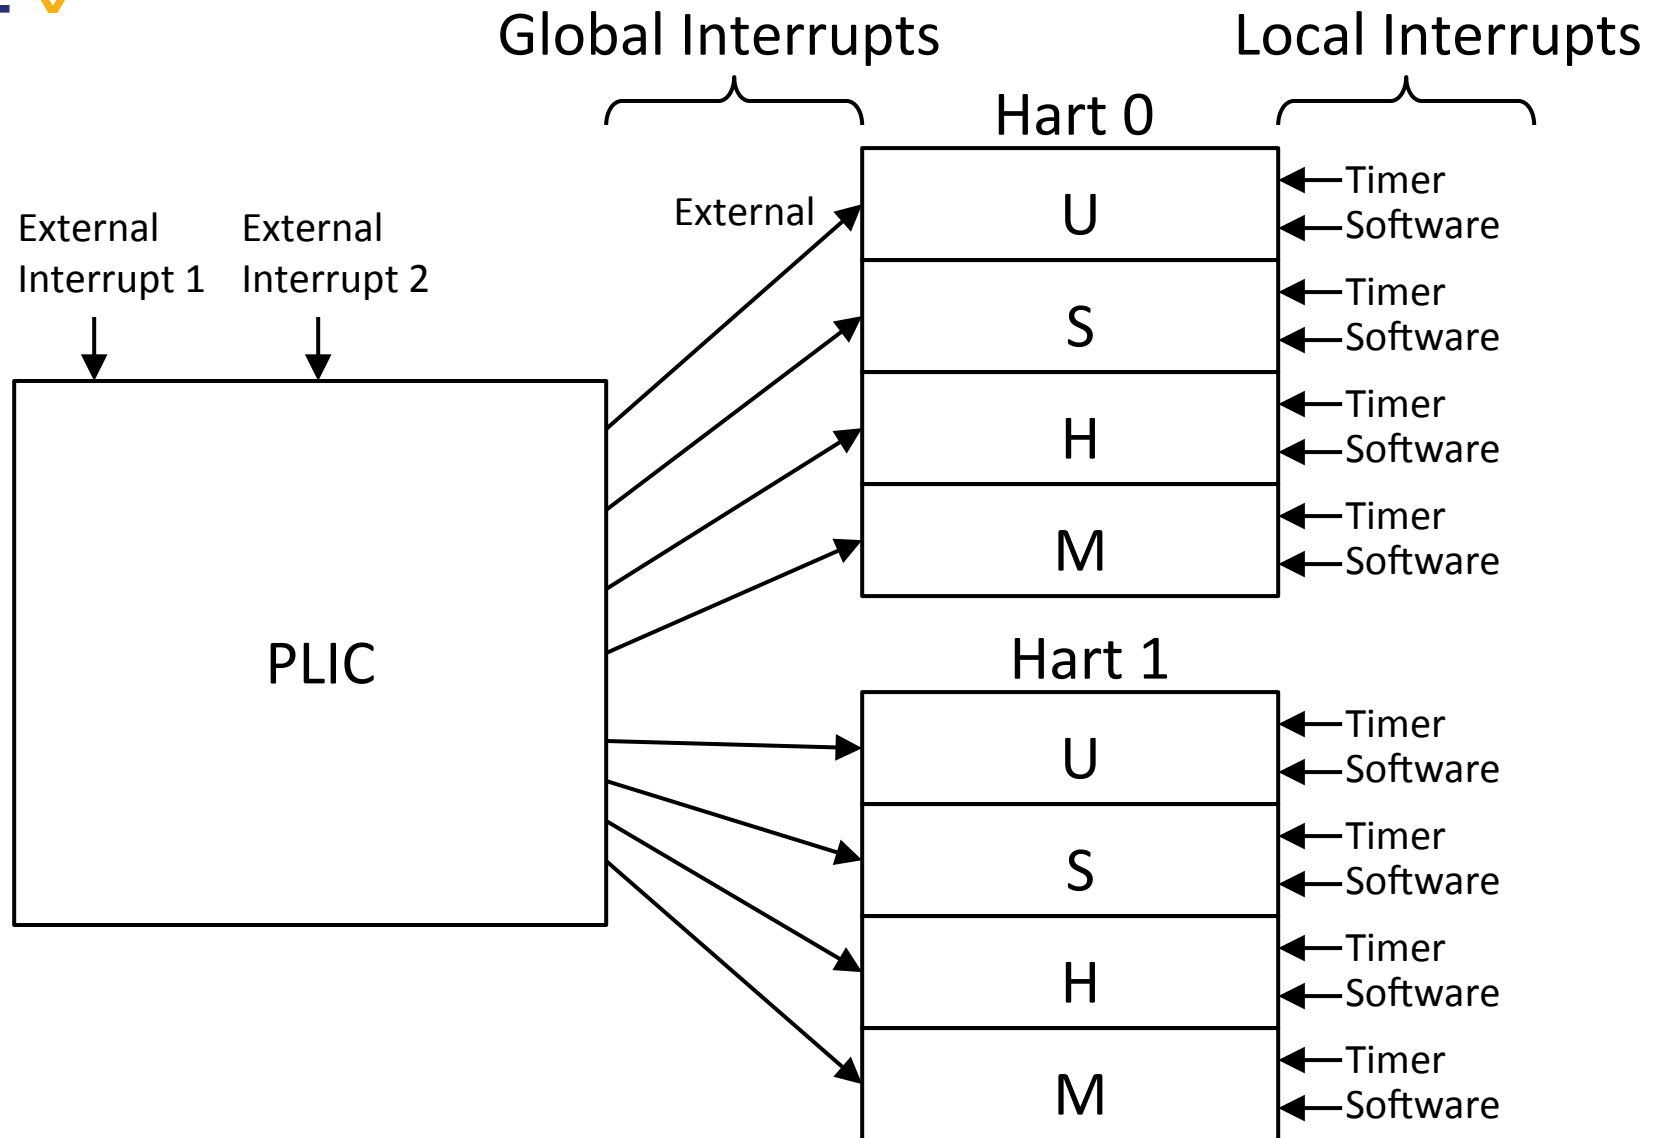 Global Interrupts
Local Interrupts
Hart 0
External
Interrupt 1
External
Interrupt 2
External
U
Timer
Software
S
Timer
Software
H
Timer
Software
M
Timer
Software
PLIC
Hart 1
U
Timer
Software
S
Timer
Software
H
Timer
Software
M
Timer
Software